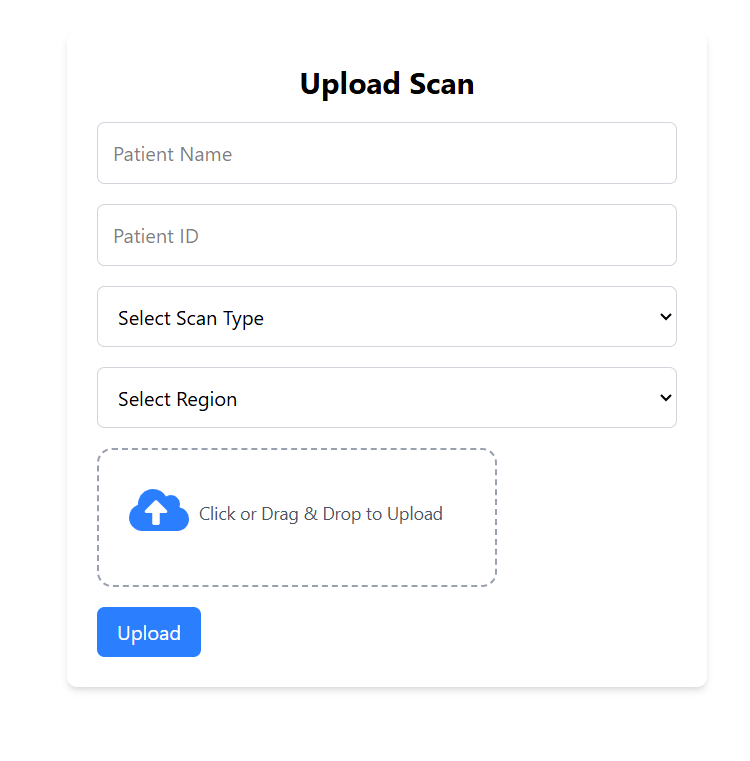 Upload Scan
Patient Name
Patient ID
Select Scan Type
Select Region
Click or Drag & Drop to Upload
Upload